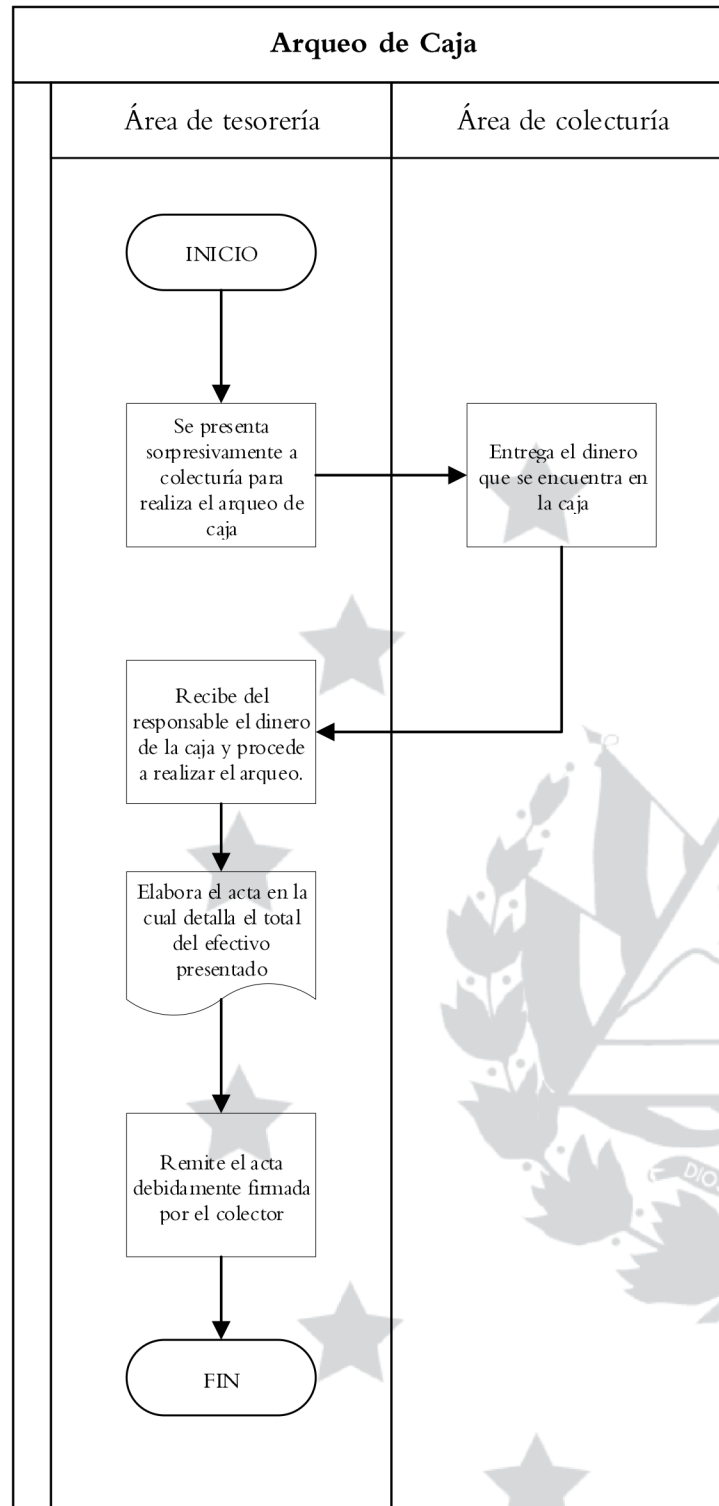 Arqueo de Caja
Área de tesorería
Área de colecturía
INICIO
Se presenta
sorpresivamente a
colecturía para
realiza el arqueo de
caja
Entrega el dinero
que se encuentra en
la caja
Recibe del
responsable el dinero
de la caja y procede
a realizar el arqueo.
Elabora el acta en la
cual detalla el total
del efectivo
presentado
Remite el acta
debidamente firmada
por el colector
FIN
DIOS